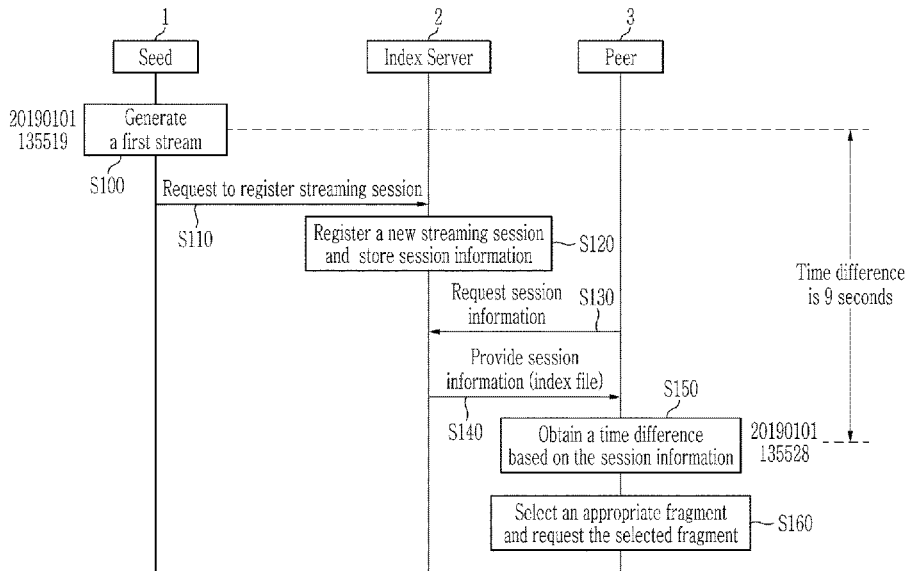 1
2
3
Seed
Index Server
Peer
20190101
135519
Generate
a first stream
S100
Request to register streaming session
S110
Register a new streaming session
and store session information
S120
Time difference
is 9 seconds
Request session
information
S130
Provide session
information (index file)
S140
S150
Obtain a time difference
based on the session information
20190101
135528
Select an appropriate fragment
and request the selected fragment
S160